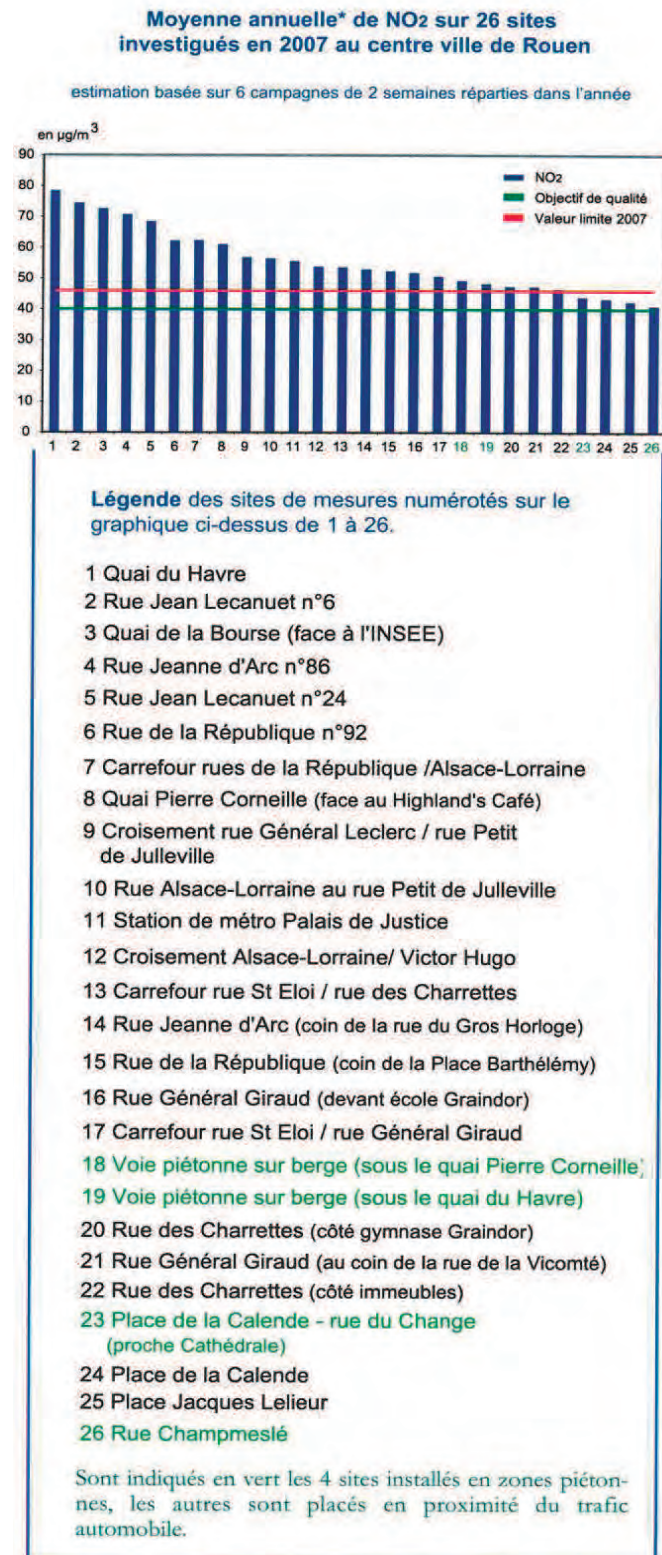 Moyenne annuelle* de NO2 sur 26 sites
investigués en 2007 au centre ville de Rouen
estimation basée sur 6 campagnes de 2 semaines réparties dans l'année
en µg/m3
90
80
70
60
50
40
30
20
10
0
NO2
Objectif de qualité
Valeur limite 2007
1 2 3 4 5 6 7 8 9 10 11 12 13 14 15 16 17 18 19 20 21 22 23 24 25 26
Légende des sites de mesures numérotés sur le
graphique ci-dessus de 1 à 26.
1 Quai du Havre
2 Rue Jean Lecanuet n°6
3 Quai de la Bourse (face à l'INSEE)
4 Rue Jeanne d'Arc n°86
5 Rue Jean Lecanuet n°24
6 Rue de la République n°92
7 Carrefour rues de la République /Alsace-Lorraine
8 Quai Pierre Corneille (face au Highland's Café)
9 Croisement rue Général Leclerc / rue Petit
de Julleville
10 Rue Alsace-Lorraine au rue Petit de Julleville
11 Station de métro Palais de Justice
12 Croisement Alsace-Lorraine/ Victor Hugo
13 Carrefour rue St Eloi / rue des Charrettes
14 Rue Jeanne d'Arc (coin de la rue du Gros Horloge)
15 Rue de la République (coin de la Place Barthélémy)
16 Rue Général Giraud (devant école Graindor)
17 Carrefour rue St Eloi / rue Général Giraud
18 Voie piétonne sur berge (sous le quai Pierre Corneille)
19 Voie piétonne sur berge (sous le quai du Havre)
20 Rue des Charrettes (côté gymnase Graindor)
21 Rue Général Giraud (au coin de la rue de la Vicomté)
22 Rue des Charrettes (côté immeubles)
23 Place de la Calende - rue du Change
(proche Cathédrale)
24 Place de la Calende
25 Place Jacques Lelieur
26 Rue Champmeslé
Sont indiqués en vert les 4 sites installés en zones piéton-
nes, les autres sont placés en proximité du trafic
automobile.